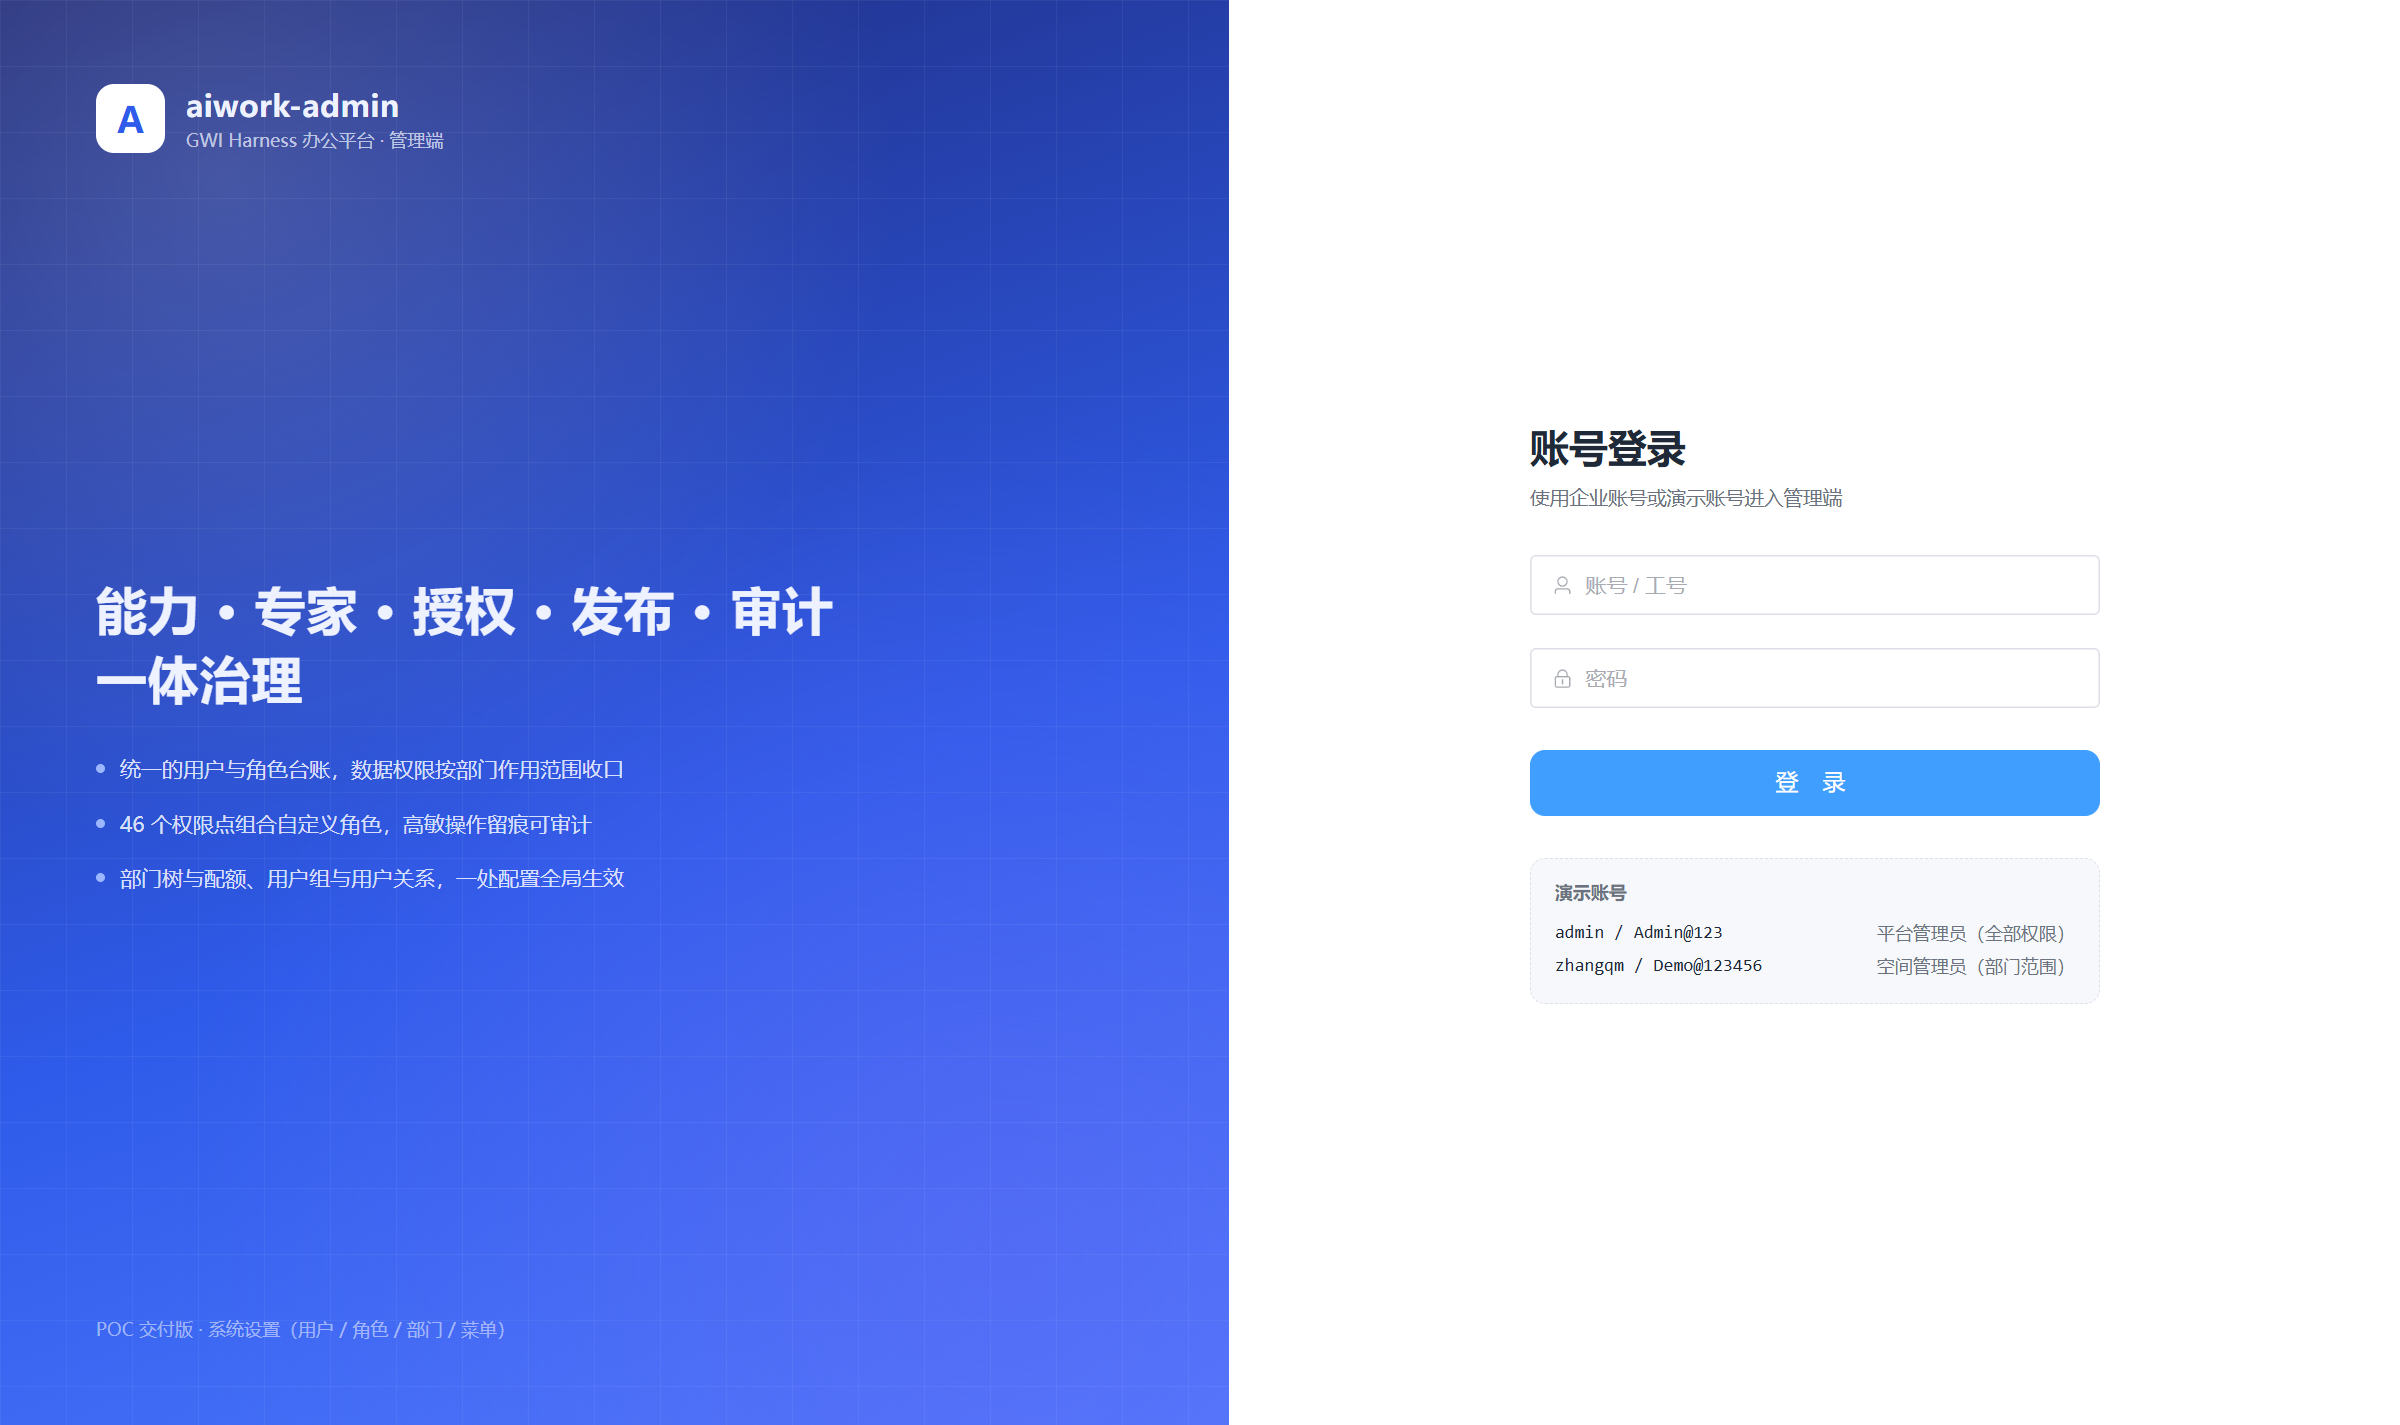 A
aiwork-admin
GWI Harness 办公平台 · 管理端
能力 · 专家 · 授权 · 发布 · 审计
一体治理
统一的用户与角色台账，数据权限按部门作用范围收口
46 个权限点组合自定义角色，高敏操作留痕可审计
部门树与配额、用户组与用户关系，一处配置全局生效
POC 交付版 · 系统设置（用户 / 角色 / 部门 / 菜单）
账号登录
使用企业账号或演示账号进入管理端
账号 / 工号
密码
登 录
演示账号
admin / Admin@123 平台管理员（全部权限）
zhangqm / Demo@123456 空间管理员（部门范围）